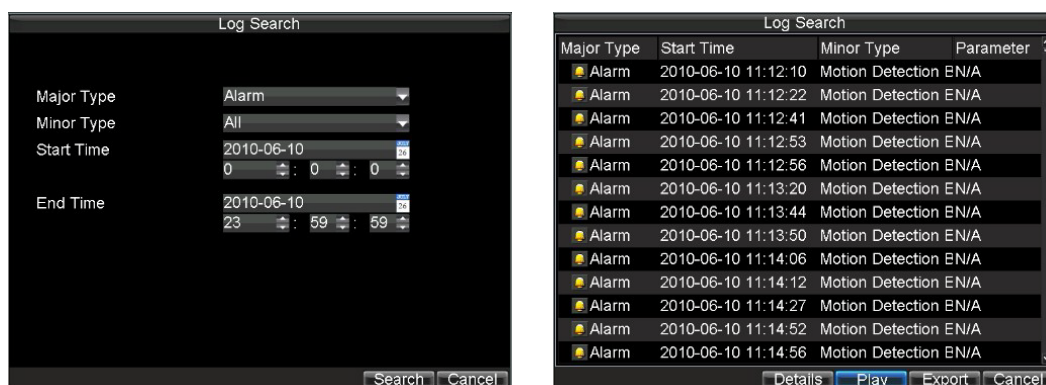 Log Search
Major Type Alarm
Minor Type All
Start Time 2010-06-10
0 : 0 : 0
End Time 2010-06-10
23 : 59 : 59
Search Cancel
Log Search
Major Type Start Time Minor Type Parameter
Alarm 2010-06-10 11:12:10 Motion Detection B N/A
Alarm 2010-06-10 11:12:22 Motion Detection E N/A
Alarm 2010-06-10 11:12:41 Motion Detection B N/A
Alarm 2010-06-10 11:12:53 Motion Detection E N/A
Alarm 2010-06-10 11:12:56 Motion Detection B N/A
Alarm 2010-06-10 11:13:20 Motion Detection E N/A
Alarm 2010-06-10 11:13:44 Motion Detection B N/A
Alarm 2010-06-10 11:13:50 Motion Detection E N/A
Alarm 2010-06-10 11:14:06 Motion Detection B N/A
Alarm 2010-06-10 11:14:12 Motion Detection E N/A
Alarm 2010-06-10 11:14:27 Motion Detection B N/A
Alarm 2010-06-10 11:14:52 Motion Detection E N/A
Alarm 2010-06-10 11:14:56 Motion Detection B N/A
Details Play Export Cancel